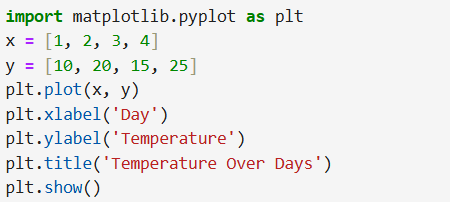 import matplotlib.pyplot as plt
x = [1, 2, 3, 4]
y = [10, 20, 15, 25]
plt.plot(x, y)
plt.xlabel('Day')
plt.ylabel('Temperature')
plt.title('Temperature Over Days')
plt.show()